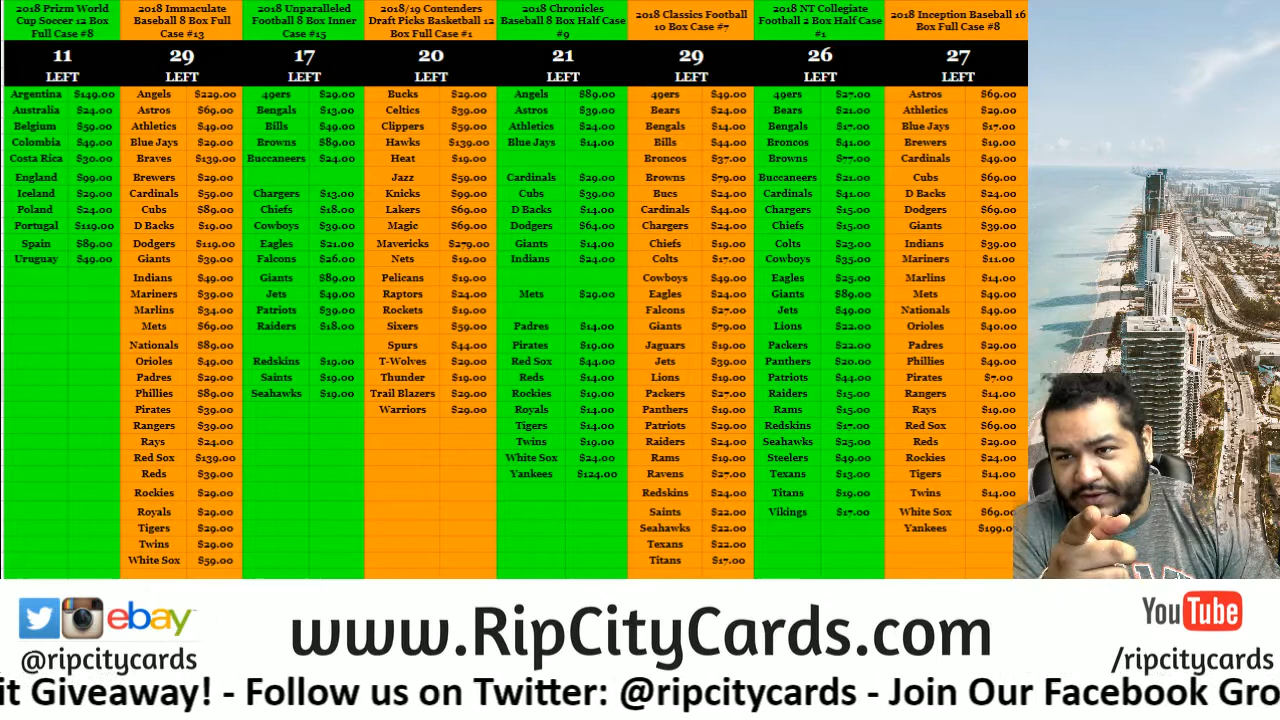 2018 Prizm World
Cup Soccer 12 Box
Full Case #8
11
LEFT
Argentina $149.00
Australia $24.00
Belgium $59.00
Colombia $49.00
Costa Rica $30.00
England $99.00
Iceland $29.00
Poland $24.00
Portugal $119.00
Spain $89.00
Uruguay $49.00
2018 Immaculate
Baseball 8 Box Full
Case #13
29
LEFT
Angels $229.00
Astros $69.00
Athletics $49.00
Blue Jays $29.00
Braves $139.00
Brewers $29.00
Cardinals $59.00
Cubs $89.00
D Backs $19.00
Dodgers $119.00
Giants $39.00
Indians $49.00
Mariners $39.00
Marlins $34.00
Mets $69.00
Nationals $89.00
Orioles $49.00
Padres $29.00
Phillies $89.00
Pirates $39.00
Rangers $39.00
Rays $24.00
Red Sox $139.00
Reds $39.00
Rockies $29.00
Royals $29.00
Tigers $29.00
Twins $29.00
White Sox $59.00
2018 Unparalleled
Football 8 Box Inner
Case #15
17
LEFT
49ers $29.00
Bengals $13.00
Bills $49.00
Browns $89.00
Buccaneers $24.00
Chargers $13.00
Chiefs $18.00
Cowboys $39.00
Eagles $21.00
Falcons $26.00
Giants $89.00
Jets $49.00
Patriots $39.00
Raiders $18.00
Redskins $19.00
Saints $19.00
Seahawks $19.00
2018/19 Contenders
Draft Picks Basketball 12
Box Full Case #1
20
LEFT
Bucks $29.00
Celtics $39.00
Clippers $59.00
Hawks $139.00
Heat $19.00
Jazz $59.00
Knicks $99.00
Lakers $69.00
Magic $69.00
Mavericks $279.00
Nets $19.00
Pelicans $19.00
Raptors $24.00
Rockets $19.00
Sixers $59.00
Spurs $44.00
T-Wolves $29.00
Thunder $19.00
Trail Blazers $29.00
Warriors $29.00
2018 Chronicles
Baseball 8 Box Half Case
#9
21
LEFT
Angels $89.00
Astros $39.00
Athletics $24.00
Blue Jays $14.00
Cardinals $29.00
Cubs $39.00
D Backs $14.00
Dodgers $64.00
Giants $14.00
Indians $24.00
Mets $29.00
Padres $14.00
Pirates $19.00
Red Sox $44.00
Reds $14.00
Rockies $19.00
Royals $14.00
Tigers $14.00
Twins $19.00
White Sox $24.00
Yankees $124.00
2018 Classics Football
10 Box Case #7
29
LEFT
49ers $49.00
Bears $24.00
Bengals $14.00
Bills $44.00
Broncos $37.00
Browns $79.00
Bucs $24.00
Cardinals $44.00
Chargers $24.00
Chiefs $19.00
Colts $17.00
Cowboys $49.00
Eagles $24.00
Falcons $27.00
Giants $79.00
Jaguars $19.00
Jets $39.00
Lions $19.00
Packers $27.00
Panthers $19.00
Patriots $29.00
Raiders $24.00
Rams $19.00
Ravens $27.00
Redskins $24.00
Saints $22.00
Seahawks $22.00
Texans $22.00
Titans $17.00
2018 NT Collegiate
Football 2 Box Half Case
#1
26
LEFT
49ers $27.00
Bears $21.00
Bengals $17.00
Broncos $41.00
Browns $77.00
Buccaneers $21.00
Cardinals $41.00
Chargers $15.00
Chiefs $15.00
Colts $23.00
Cowboys $35.00
Eagles $25.00
Giants $89.00
Jets $49.00
Lions $22.00
Packers $22.00
Panthers $20.00
Patriots $44.00
Raiders $15.00
Rams $15.00
Redskins $17.00
Seahawks $25.00
Steelers $49.00
Texans $13.00
Titans $19.00
Vikings $17.00
2018 Inception Baseball 16
Box Full Case #8
27
LEFT
Astros $69.00
Athletics $29.00
Blue Jays $17.00
Brewers $19.00
Cardinals $49.00
Cubs $69.00
D Backs $24.00
Dodgers $69.00
Giants $39.00
Indians $39.00
Mariners $11.00
Marlins $14.00
Mets $49.00
Nationals $49.00
Orioles $40.00
Padres $29.00
Phillies $49.00
Pirates $7.00
Rangers $14.00
Rays $19.00
Red Sox $69.00
Reds $29.00
Rockies $24.00
Tigers $14.00
Twins $14.00
White Sox $69.00
Yankees $199.0
ebay
@ripcitycards
www.RipCityCards.com
YouTube
/ripcitycards
it Giveaway! - Follow us on Twitter: @ripcitycards - Join Our Facebook Gro